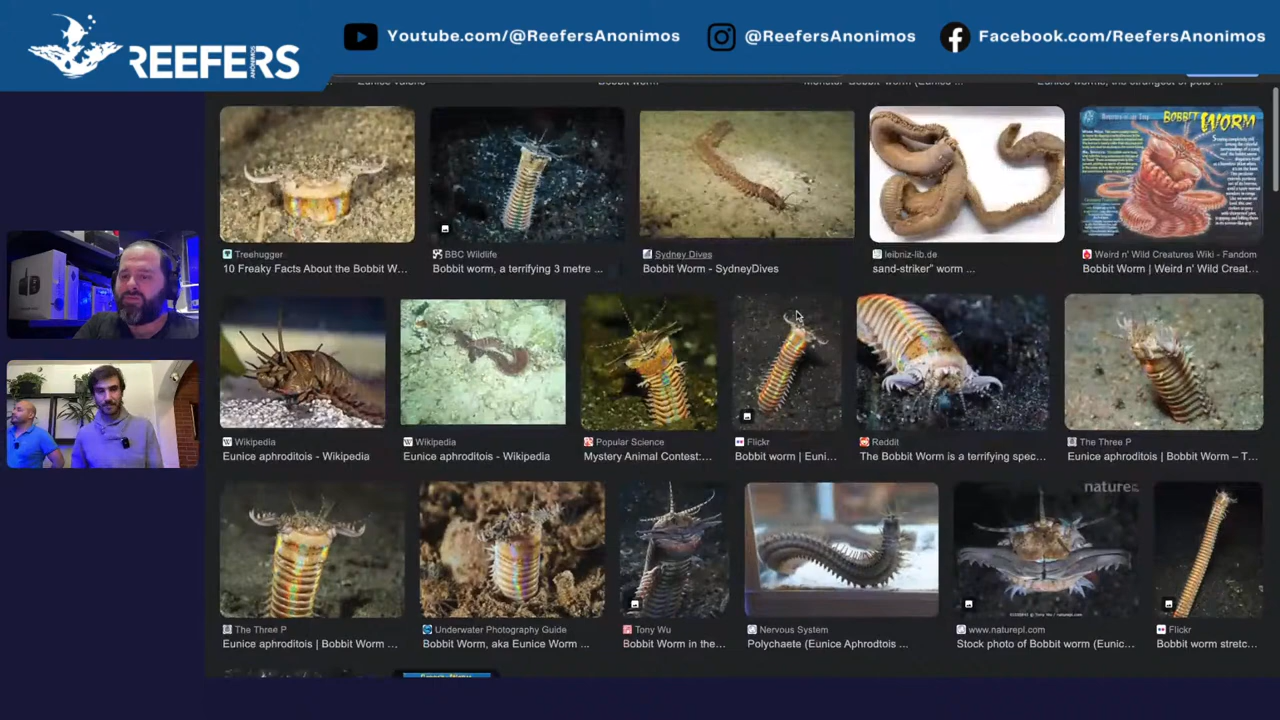 REEFERS
ANONIMOS
Youtube.com/@ReefersAnonimos
@ReefersAnonimos
Facebook.com/ReefersAnonimos
BOBBIT WORM
Treehugger
10 Freaky Facts About the Bobbit W...
BBC Wildlife
Bobbit worm, a terrifying 3 metre ...
Sydney Dives
Bobbit Worm - SydneyDives
leibniz-lib.de
sand-striker" worm ...
Weird n' Wild Creatures Wiki - Fandom
Bobbit Worm | Weird n' Wild Creat...
Wikipedia
Eunice aphroditois - Wikipedia
Wikipedia
Eunice aphroditois - Wikipedia
Popular Science
Mystery Animal Contest:...
Flickr
Bobbit worm | Euni...
Reddit
The Bobbit Worm is a terrifying spec...
The Three P
Eunice aphroditois | Bobbit Worm – T...
naturep
The Three P
Eunice aphroditois | Bobbit Worm ...
Underwater Photography Guide
Bobbit Worm, aka Eunice Worm ...
Tony Wu
Bobbit Worm in the...
Nervous System
Polychaete (Eunice Aphrodtois ...
www.naturepl.com
Stock photo of Bobbit worm (Eunic...
Flickr
Bobbit worm stretc...